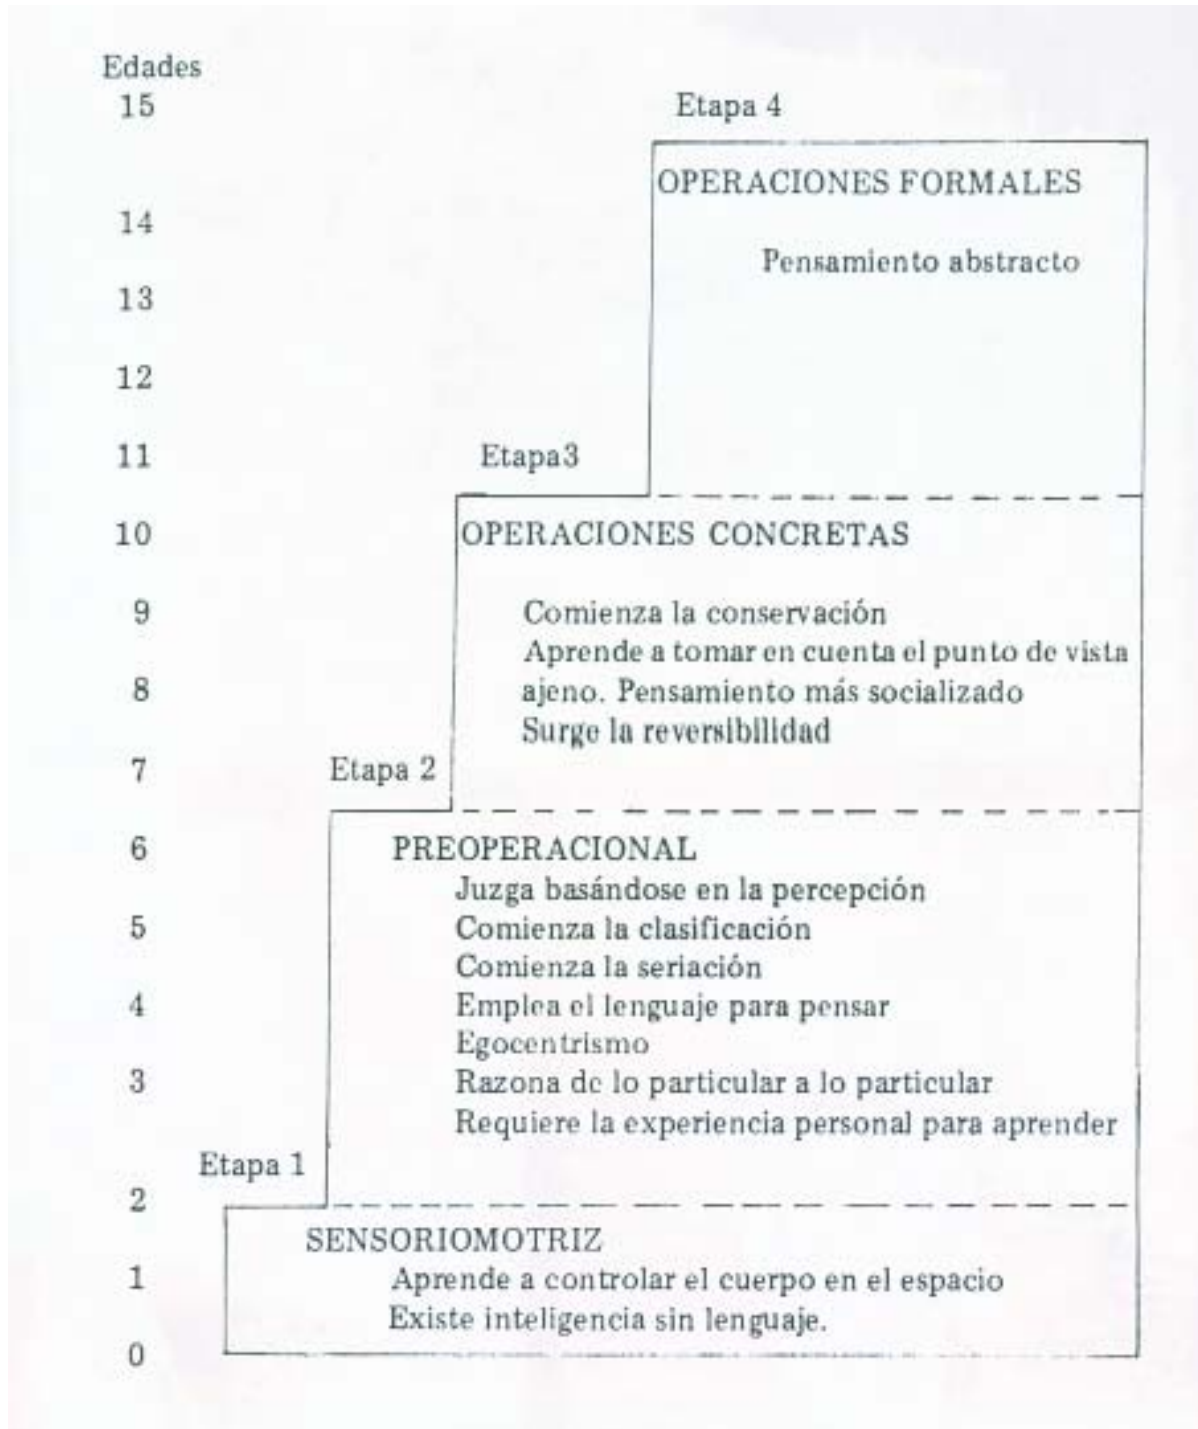 Edades
15
Etapa 4
OPERACIONES FORMALES
14
Pensamiento abstracto
13
12
11
Etapa3
10
OPERACIONES CONCRETAS
9
Comienza la conservación
Aprende a tomar en cuenta el punto de vista
8
ajeno. Pensamiento más socializado
Surge la reversibilidad
7
Etapa 2
6
PREOPERACIONAL
Juzga basándose en la percepción
5
Comienza la clasificación
Comienza la seriación
4
Emplea el lenguaje para pensar
Egocentrismo
3
Razona de lo particular a lo particular
Requiere la experiencia personal para aprender
Etapa 1
2
SENSORIOMOTRIZ
1
Aprende a controlar el cuerpo en el espacio
Existe inteligencia sin lenguaje.
0